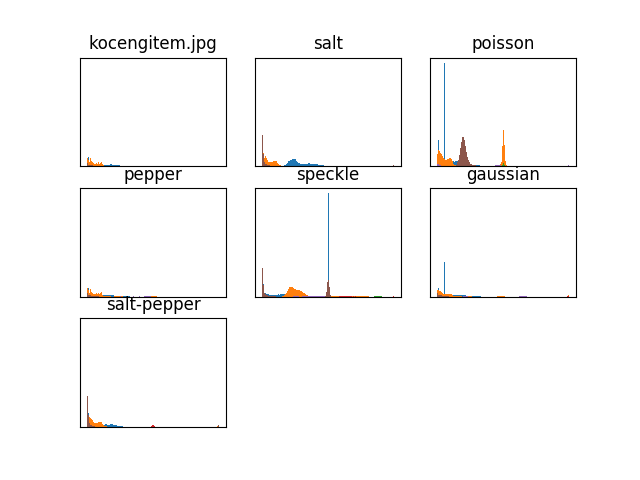 kocengitem.jpg
salt
poisson
pepper
speckle
gaussian
salt-pepper